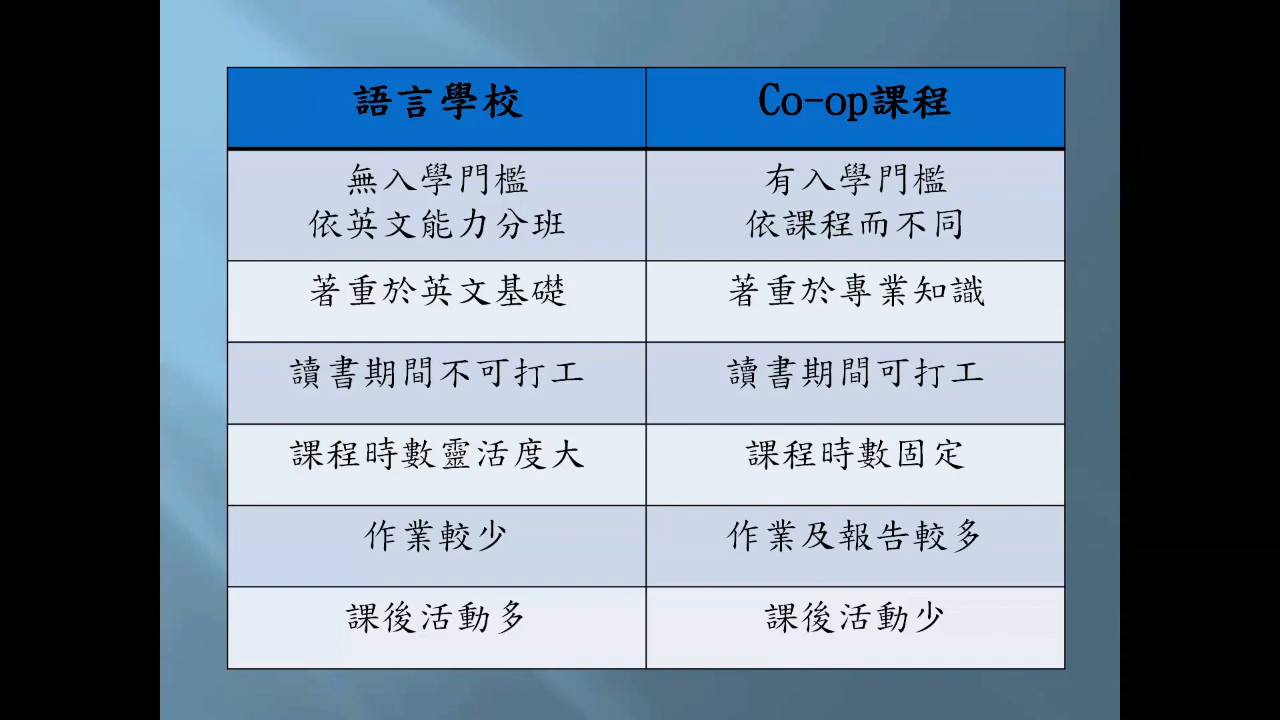 語言學校
Co-op課程
無入學門檻
依英文能力分班
有入學門檻
依課程而不同
著重於英文基礎
著重於專業知識
讀書期間不可打工
讀書期間可打工
課程時數靈活度大
課程時數固定
作業較少
作業及報告較多
課後活動多
課後活動少